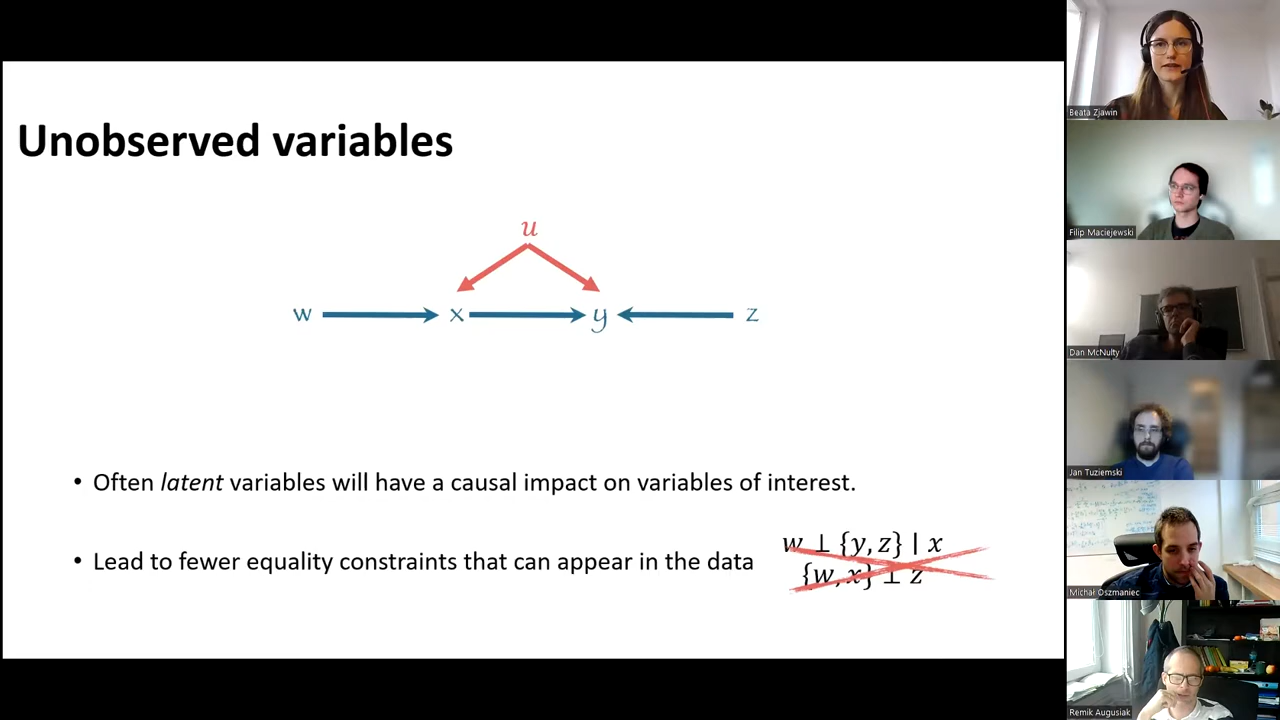 Unobserved variables
u
w x y z
• Often latent variables will have a causal impact on variables of interest.
• Lead to fewer equality constraints that can appear in the data
w ⊥ {y, z} | x
{w, x} ⊥ z
Beata Zjawin
Filip Maciejewski
Dan McNulty
Jan Tuziemski
Michał Oszmaniec
Remik Augusiak